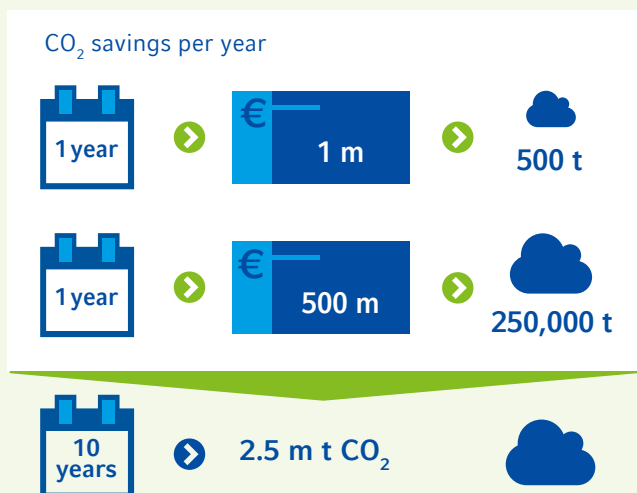 CO₂ savings per year
1 year
€
1 m
500 t
1 year
€
500 m
250,000 t
10
years
2.5 m t CO₂